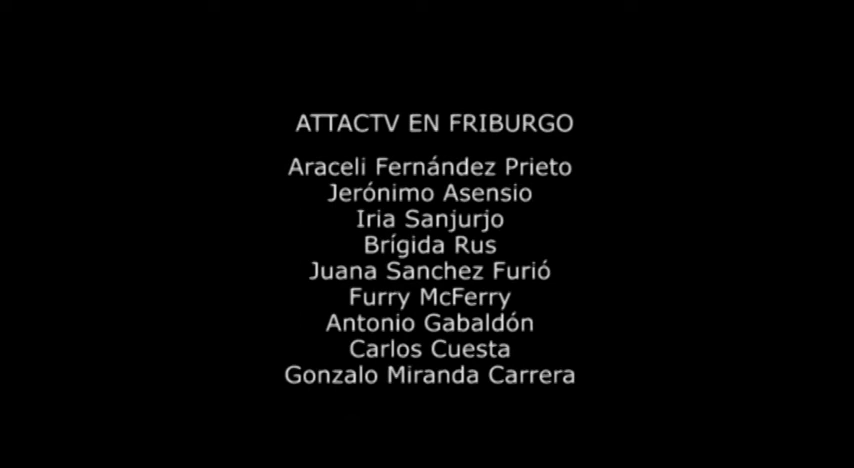 ATTACTV EN FRIBURGO
Araceli Fernández Prieto
Jerónimo Asensio
Iria Sanjurjo
Brígida Rus
Juana Sanchez Furió
Furry McFerry
Antonio Gabaldón
Carlos Cuesta
Gonzalo Miranda Carrera